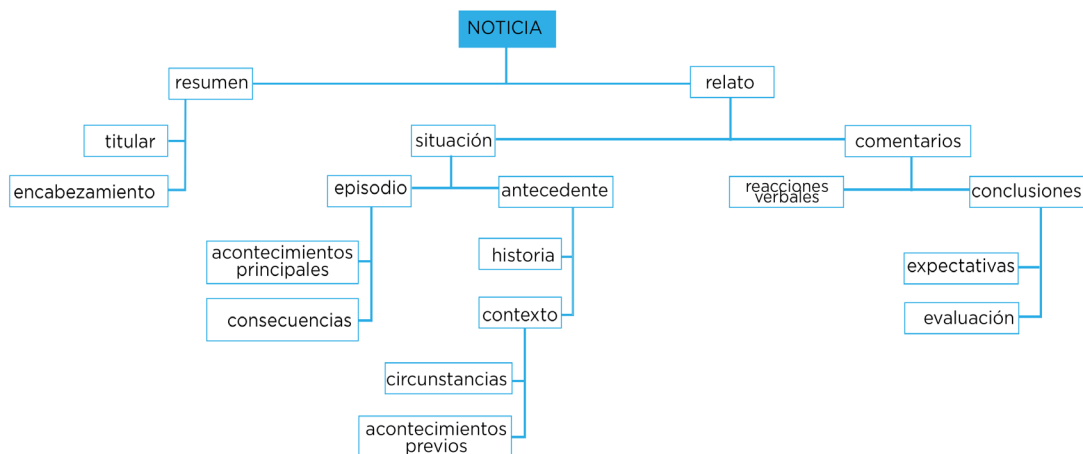 NOTICIA
resumen
relato
titular
situación
comentarios
encabezamiento
episodio
antecedente
reacciones
verbales
conclusiones
acontecimientos
principales
historia
expectativas
consecuencias
contexto
evaluación
circunstancias
acontecimientos
previos